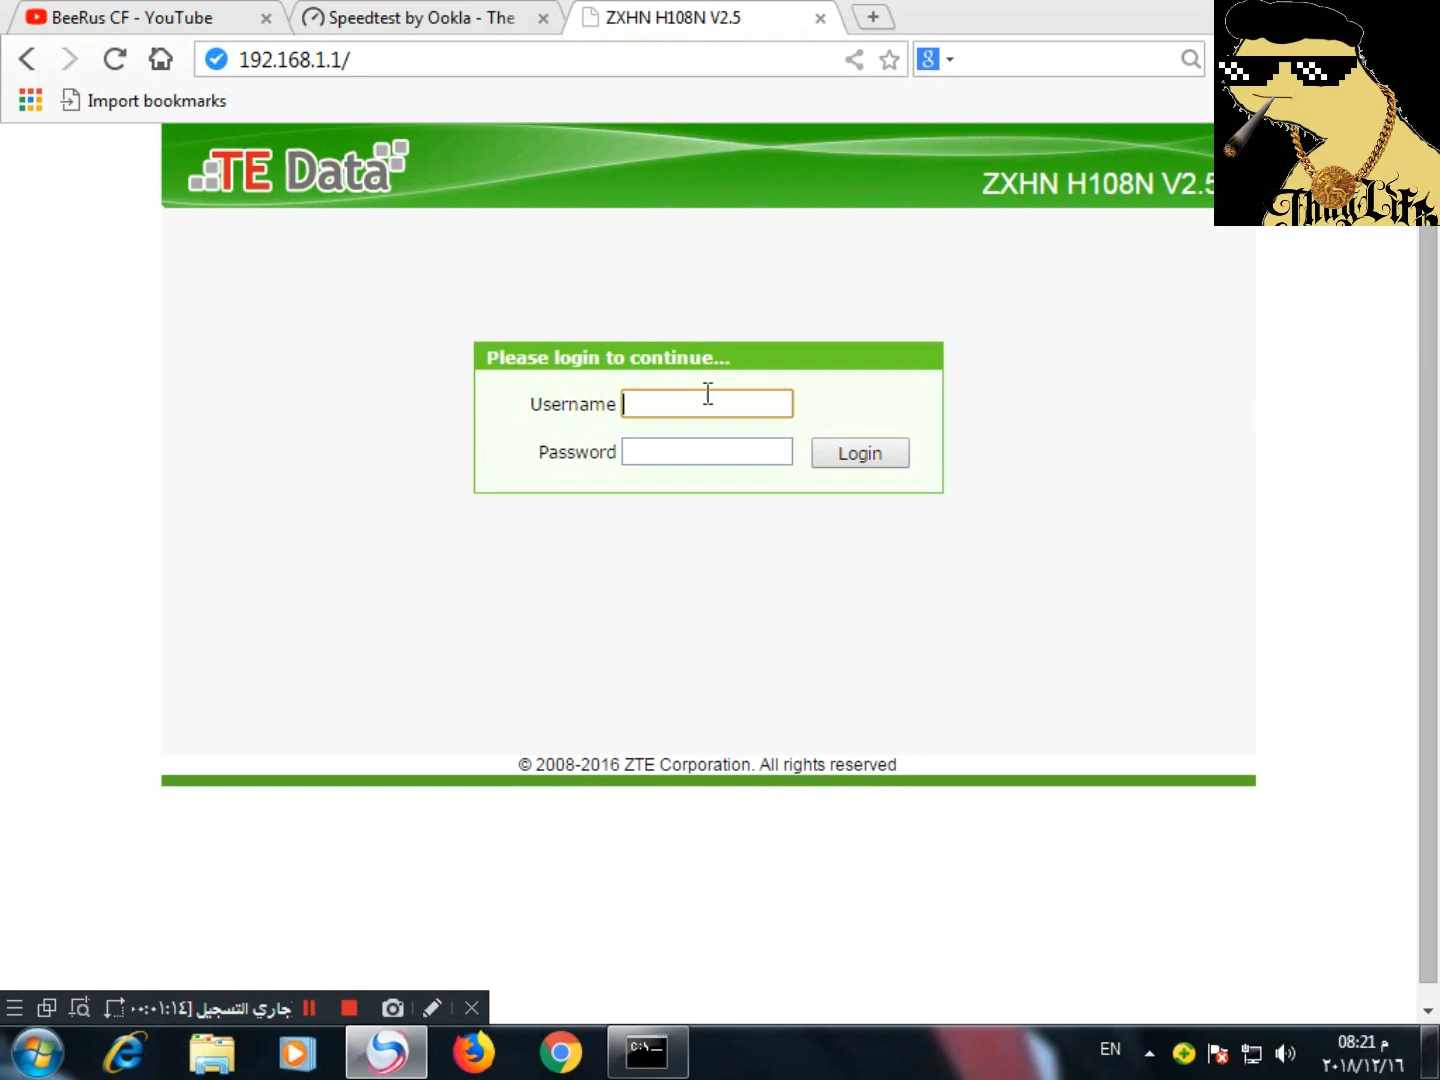 BeeRus CF - YouTube
Speedtest by Ookla - The
ZXHN H108N V2.5
192.168.1.1/
Import bookmarks
TE Data
ZXHN H108N V2.5
Thug Life
Please login to continue...
Username
Password
Login
© 2008-2016 ZTE Corporation. All rights reserved
جاري التسجيل [٠٠:٠١:١٤
C:\
EN
08:21 م
٢٠١٨/١٢/١٦